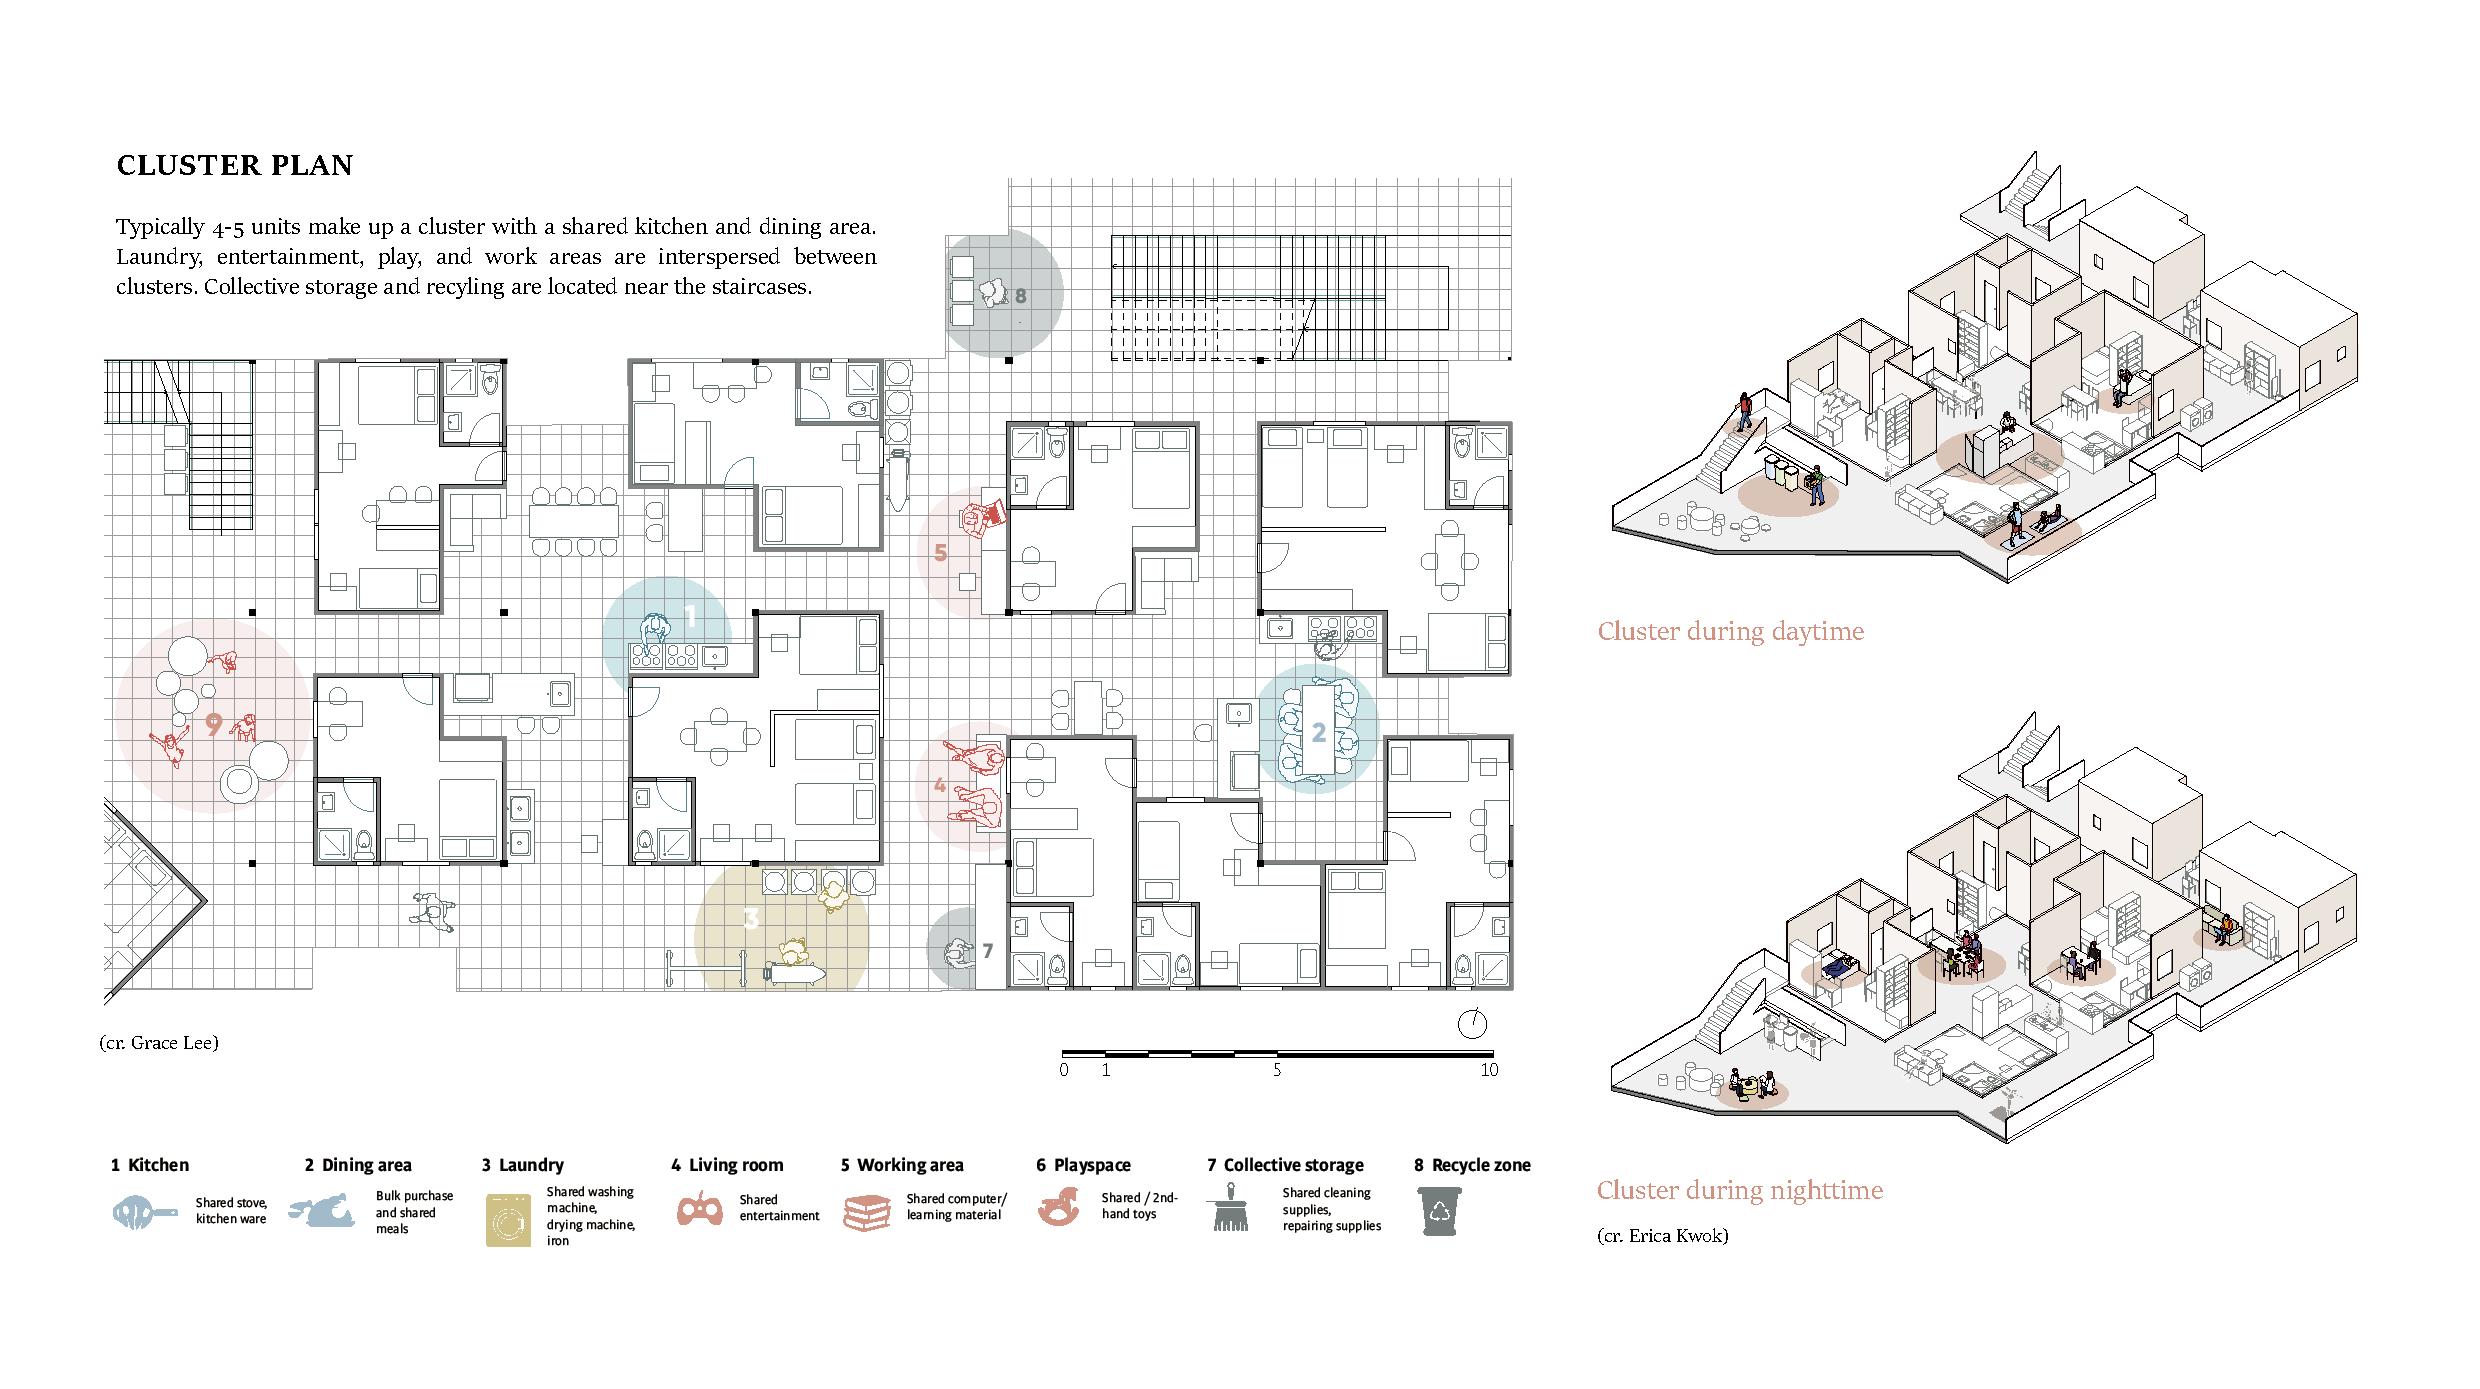 CLUSTER PLAN
Typically 4-5 units make up a cluster with a shared kitchen and dining area.
Laundry, entertainment, play, and work areas are interspersed between
clusters. Collective storage and recyling are located near the staircases.
8
5
1
9
2
4
3
7
(cr. Grace Lee)
0 1 5 10
1 Kitchen
Shared stove,
kitchen ware
2 Dining area
Bulk purchase
and shared
meals
3 Laundry
Shared washing
machine,
drying machine,
iron
4 Living room
Shared
entertainment
5 Working area
Shared computer/
learning material
6 Playspace
Shared / 2nd-
hand toys
7 Collective storage
Shared cleaning
supplies,
repairing supplies
8 Recycle zone
Cluster during daytime
Cluster during nighttime
(cr. Erica Kwok)